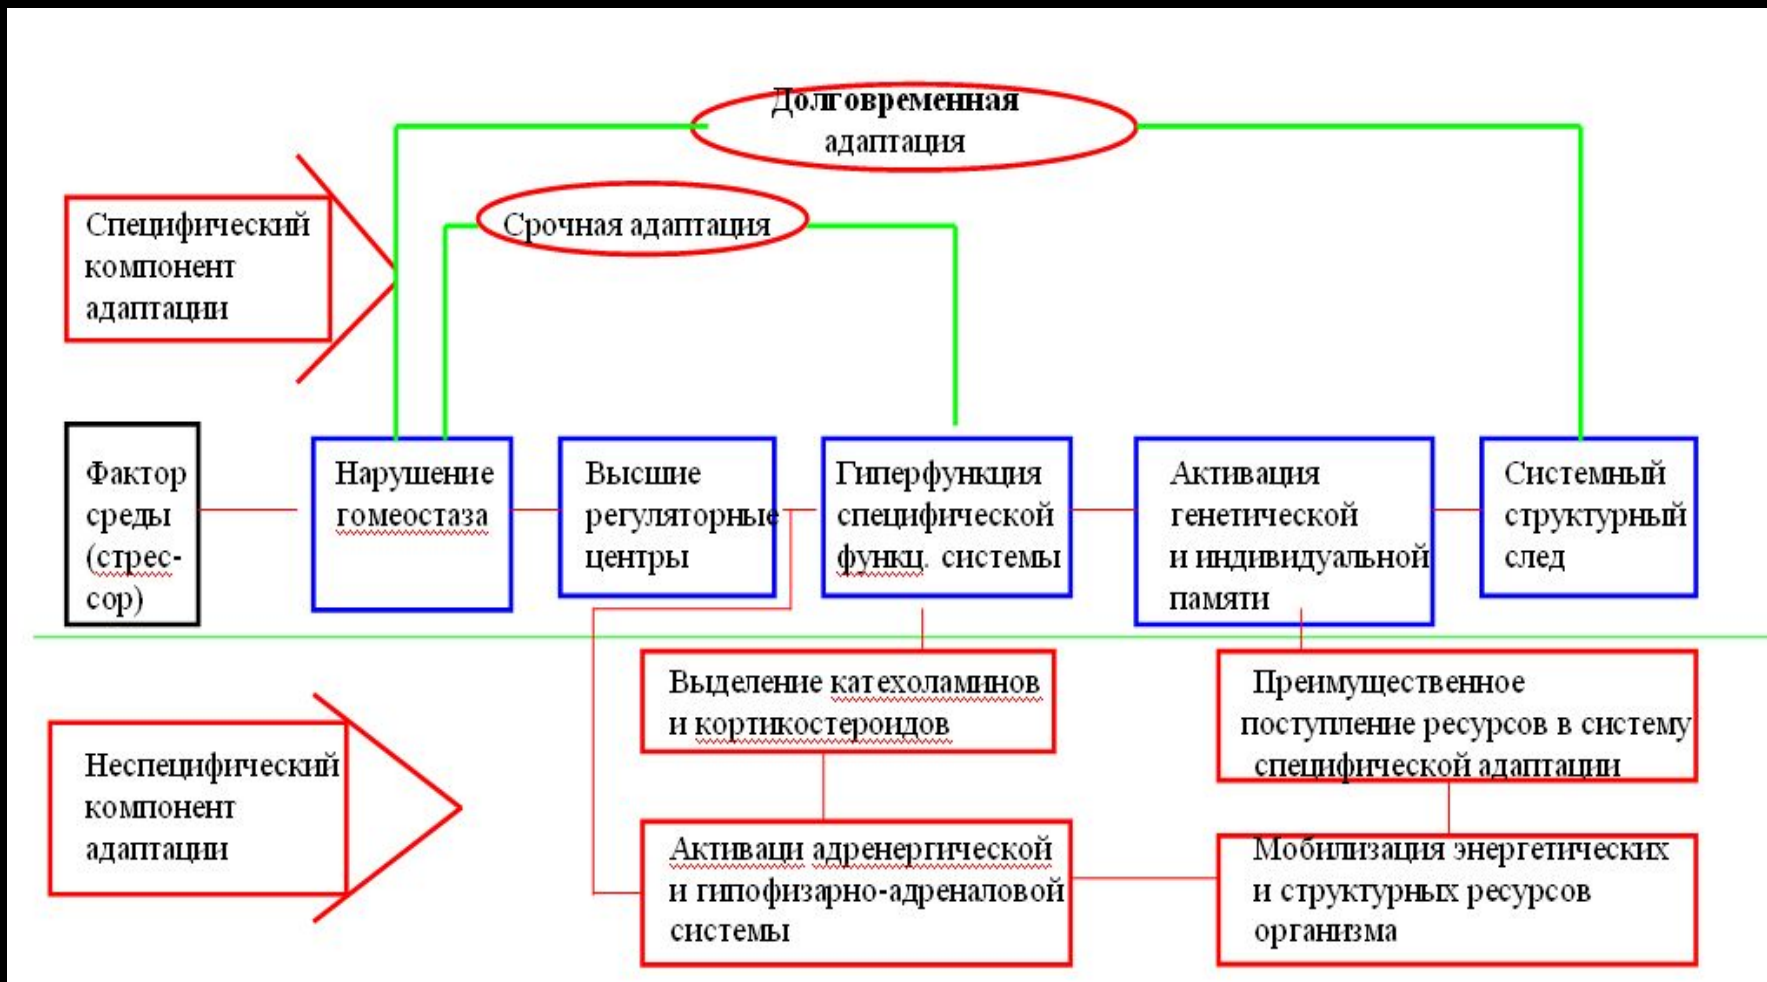 Долговременная
адаптация
Срочная адаптация
Специфический
компонент
адаптации
Фактор
среды
(стрес-
сор)
Нарушение
гомеостаза
Высшие
регуляторные
центры
Гиперфункция
специфической
функц. системы
Активация
генетической
и индивидуальной
памяти
Системный
структурный
след
Неспецифический
компонент
адаптации
Выделение катехоламинов
и кортикостероидов
Преимущественное
поступление ресурсов в систему
специфической адаптации
Активаци адренергической
и гипофизарно-адреналовой
системы
Мобилизация энергетических
и структурных ресурсов
организма